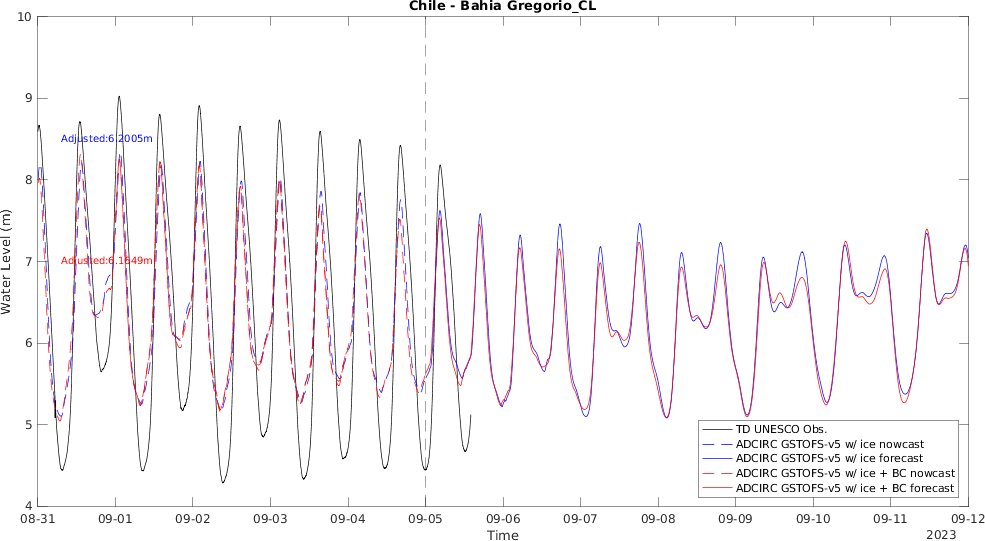 Chile - Bahia Gregorio_CL
Water Level (m)
10
9
8
7
6
5
4
Adjusted:6.2005m
Adjusted:6.1649m
TD UNESCO Obs.
ADCIRC GSTOFS-v5 w/ ice nowcast
ADCIRC GSTOFS-v5 w/ ice forecast
ADCIRC GSTOFS-v5 w/ ice + BC nowcast
ADCIRC GSTOFS-v5 w/ ice + BC forecast
08-31 09-01 09-02 09-03 09-04 09-05 09-06 09-07 09-08 09-09 09-10 09-11 09-12
Time
2023